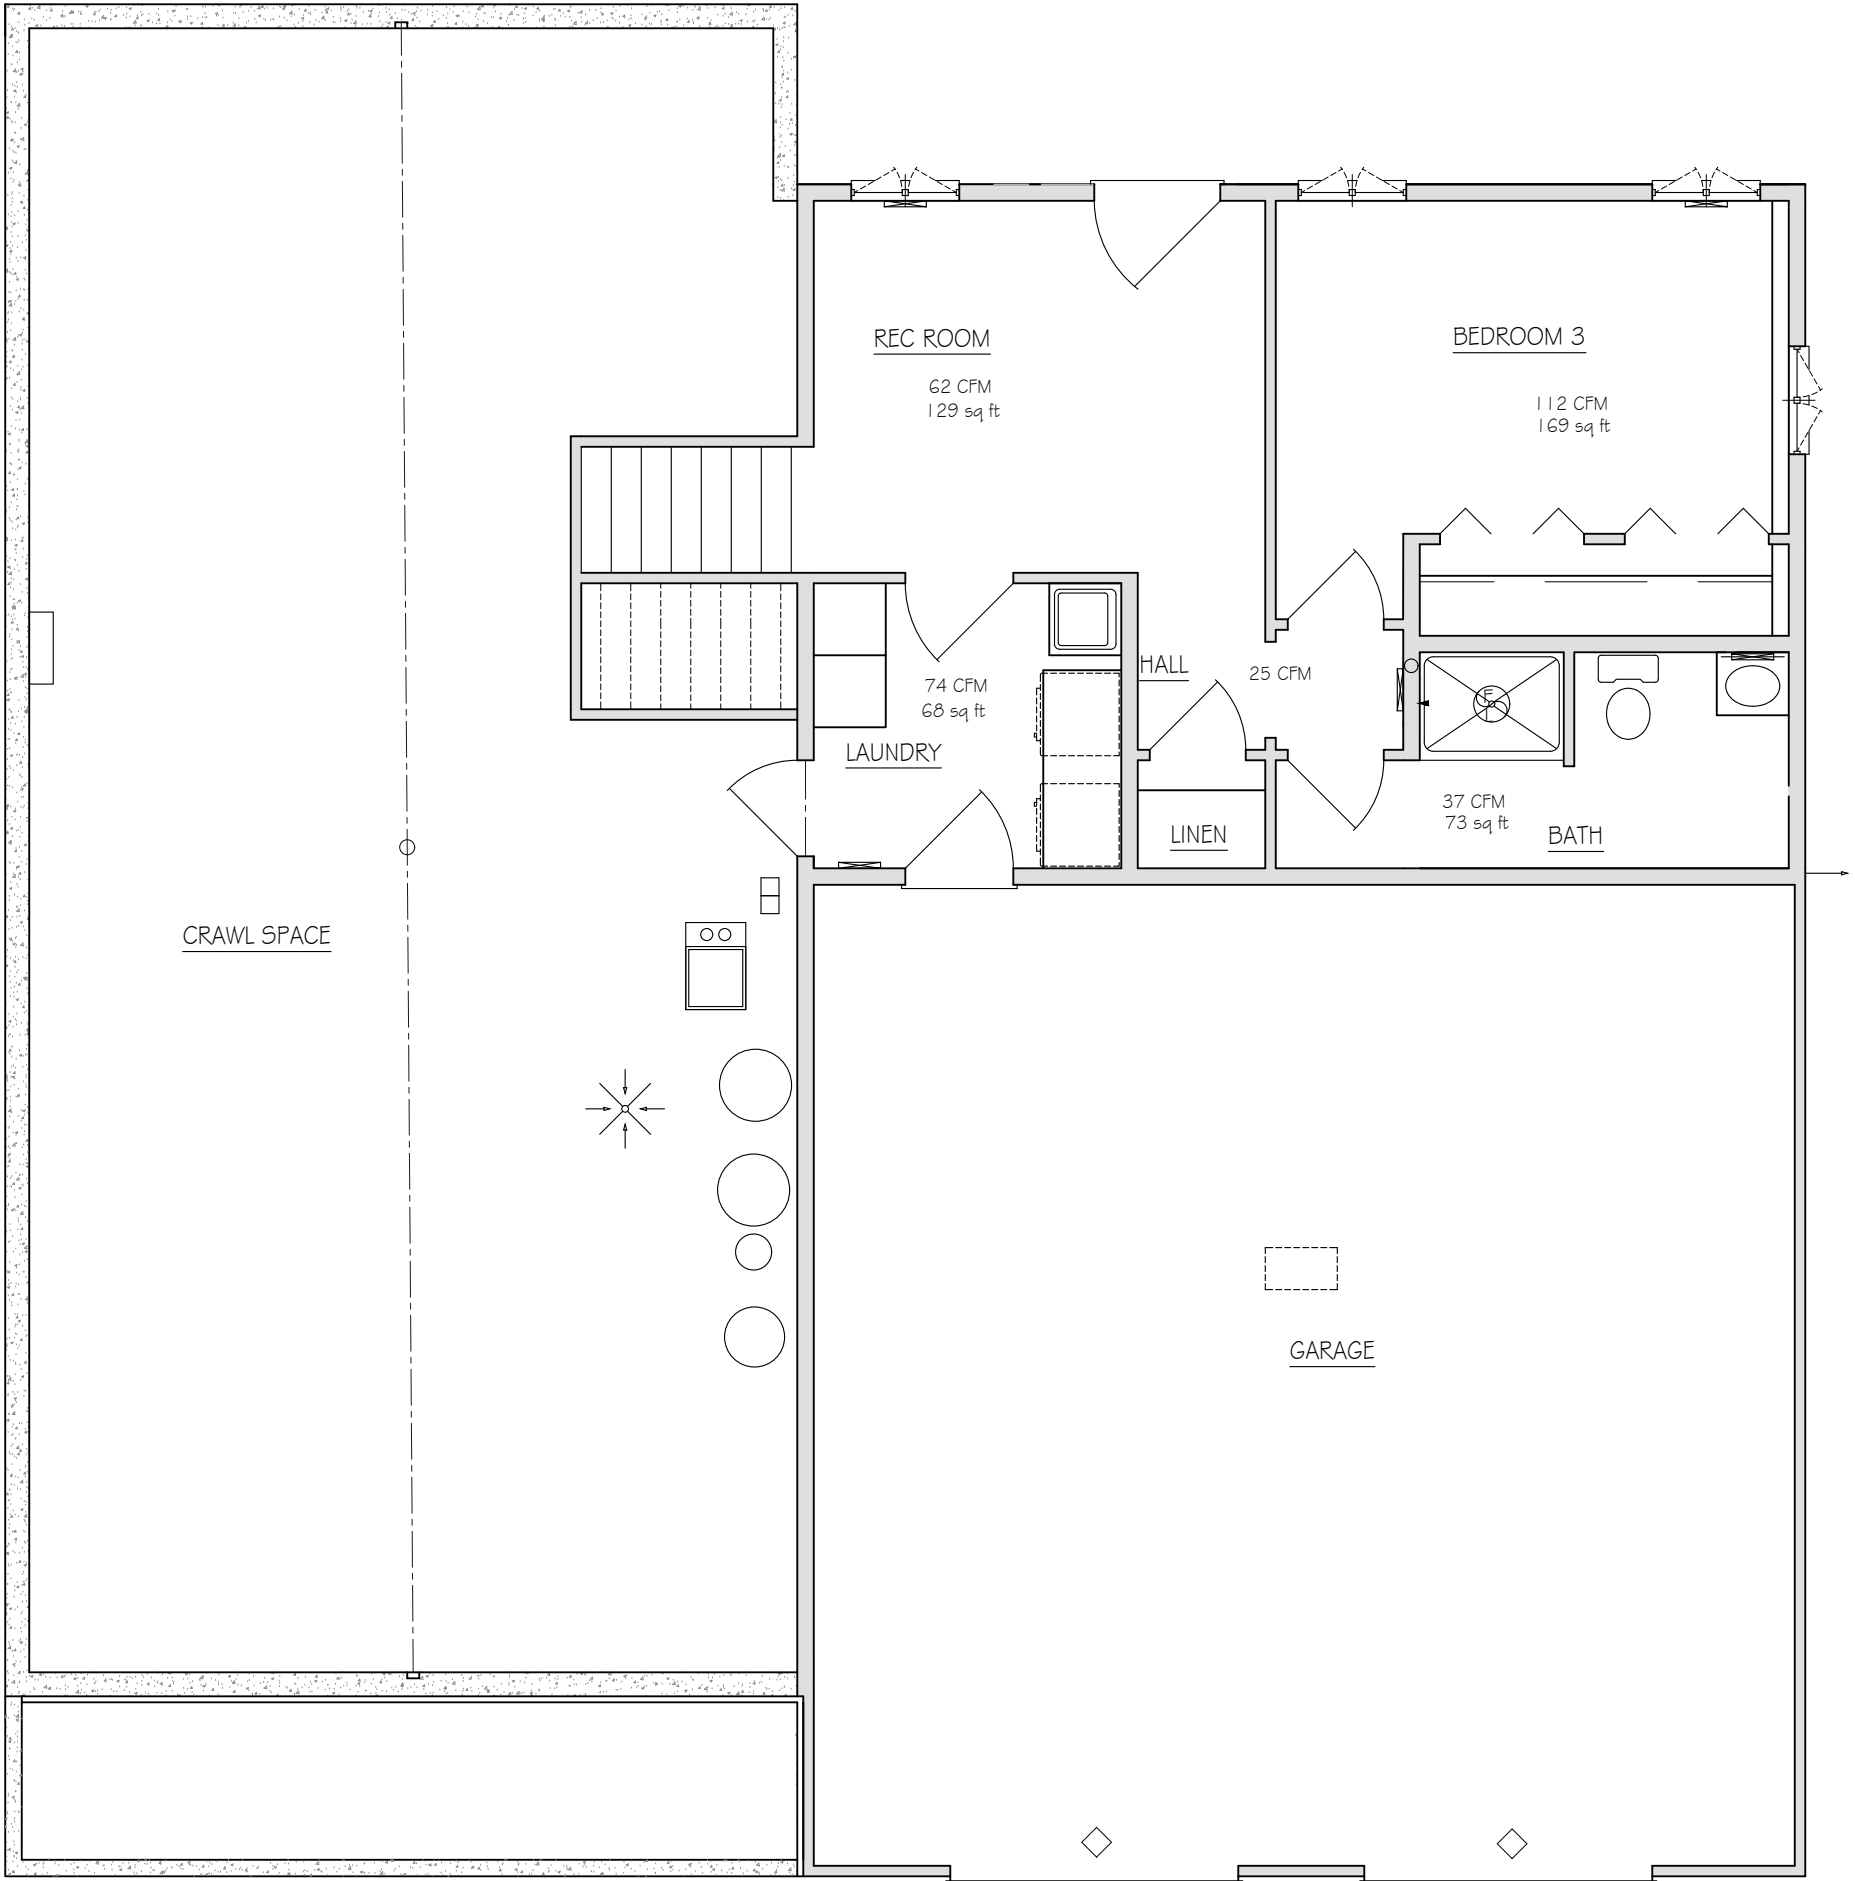 REC ROOM
62 CFM
129 sq ft
BEDROOM 3
112 CFM
169 sq ft
HALL
25 CFM
74 CFM
68 sq ft
LAUNDRY
F
37 CFM
73 sq ft
BATH
LINEN
CRAWL SPACE
GARAGE